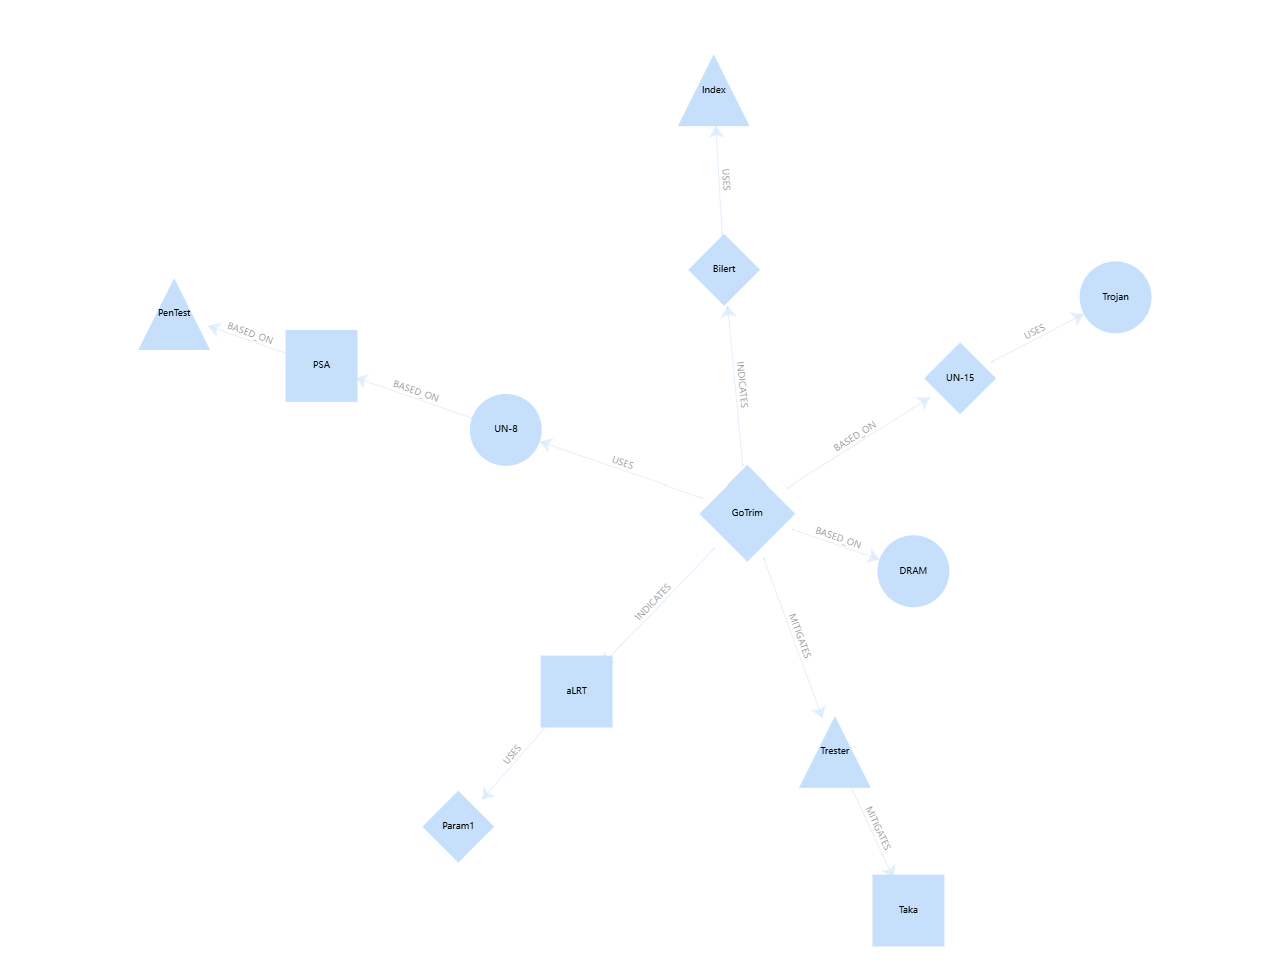 Index
USES
Bilert
Trojan
PenTest
BASED_ON
USES
PSA
UN-15
INDICATES
BASED_ON
UN-8
BASED_ON
USES
GoTrim
BASED_ON
DRAM
INDICATES
MITIGATES
aLRT
Trester
USES
Param1
MITIGATES
Taka